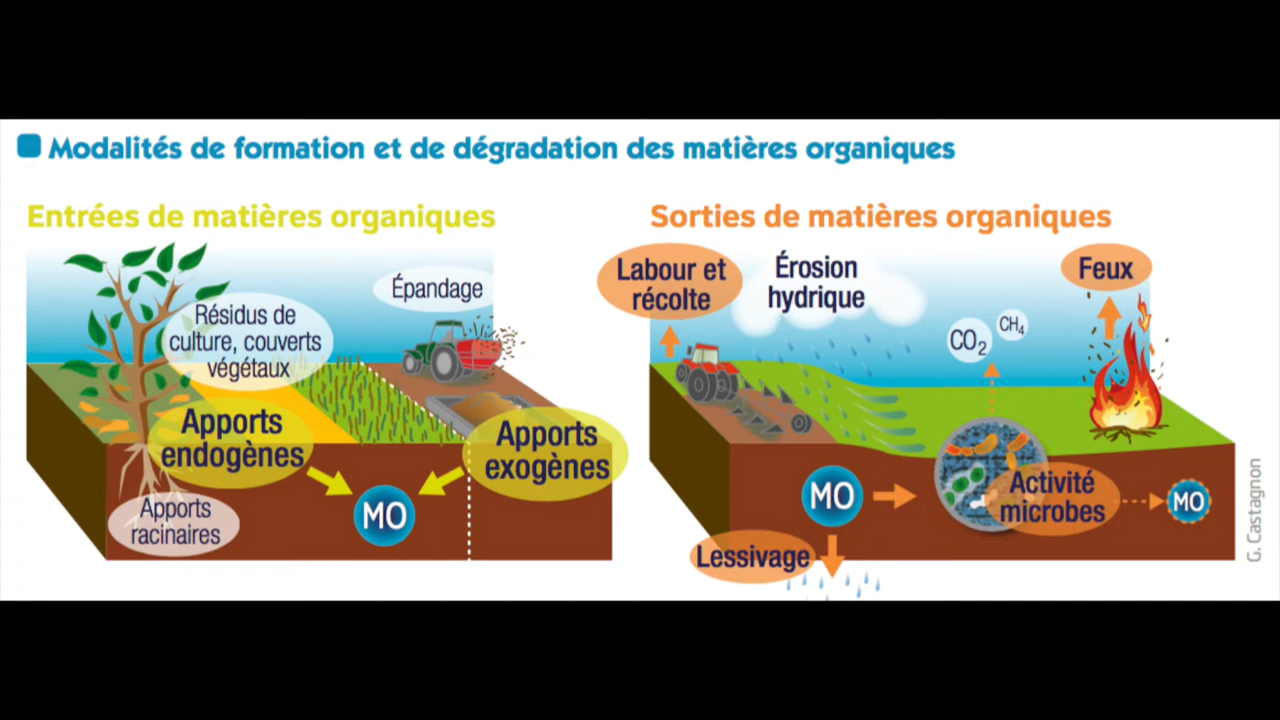 Modalités de formation et de dégradation des matières organiques
Entrées de matières organiques
Épandage
Résidus de
culture, couverts
végétaux
Apports
endogènes
Apports
exogènes
MO
Apports
racinaires
Sorties de matières organiques
Labour et
récolte
Érosion
hydrique
Feux
CO₂
CH₄
MO
Activité
microbes
MO
Lessivage
G. Castagnon